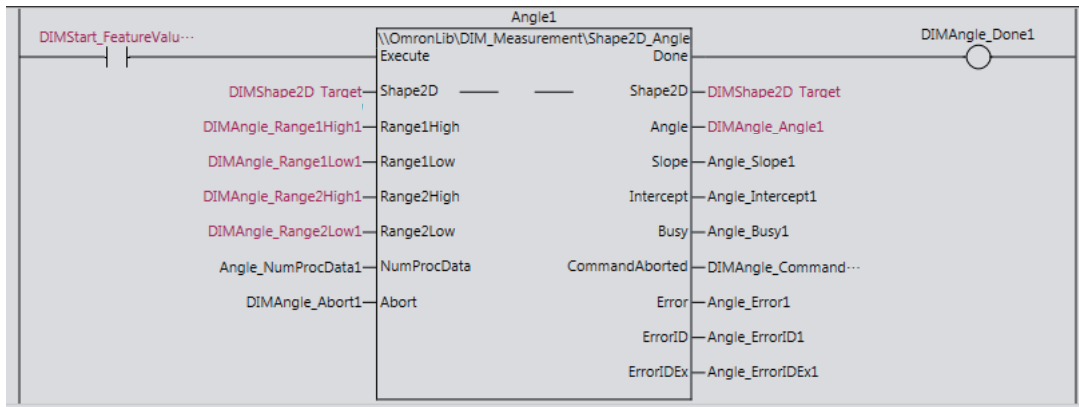 Angle1
DIMStart_FeatureValu...
\\OmronLib\DIM_Measurement\Shape2D_Angle
DIMAngle_Done1
Execute Done
DIMShape2D_Target Shape2D Shape2D DIMShape2D_Target
DIMAngle_Range1High1 Range1High Angle DIMAngle_Angle1
DIMAngle_Range1Low1 Range1Low Slope Angle_Slope1
DIMAngle_Range2High1 Range2High Intercept Angle_Intercept1
DIMAngle_Range2Low1 Range2Low Busy Angle_Busy1
Angle_NumProcData1 NumProcData CommandAborted DIMAngle_Command...
DIMAngle_Abort1 Abort Error Angle_Error1
ErrorID Angle_ErrorID1
ErrorIDEx Angle_ErrorIDEx1